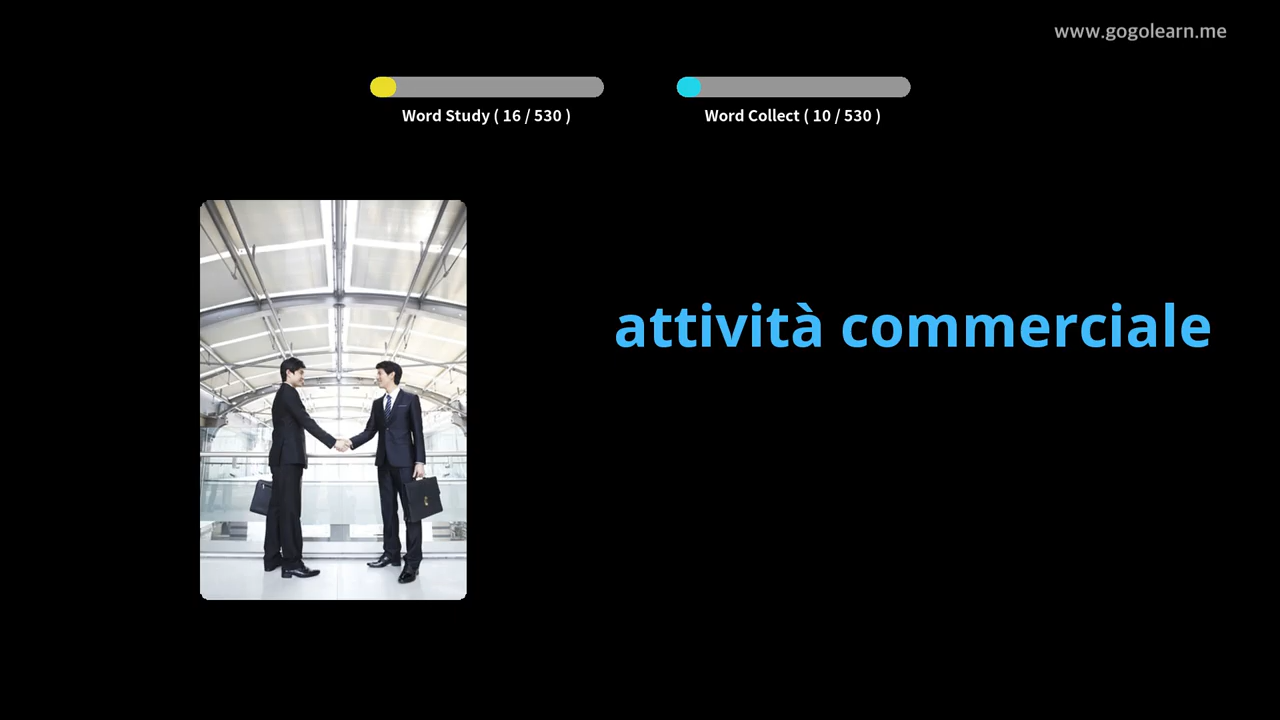 www.gogolearn.me
Word Study ( 16 / 530 )
Word Collect ( 10 / 530 )
attività commerciale